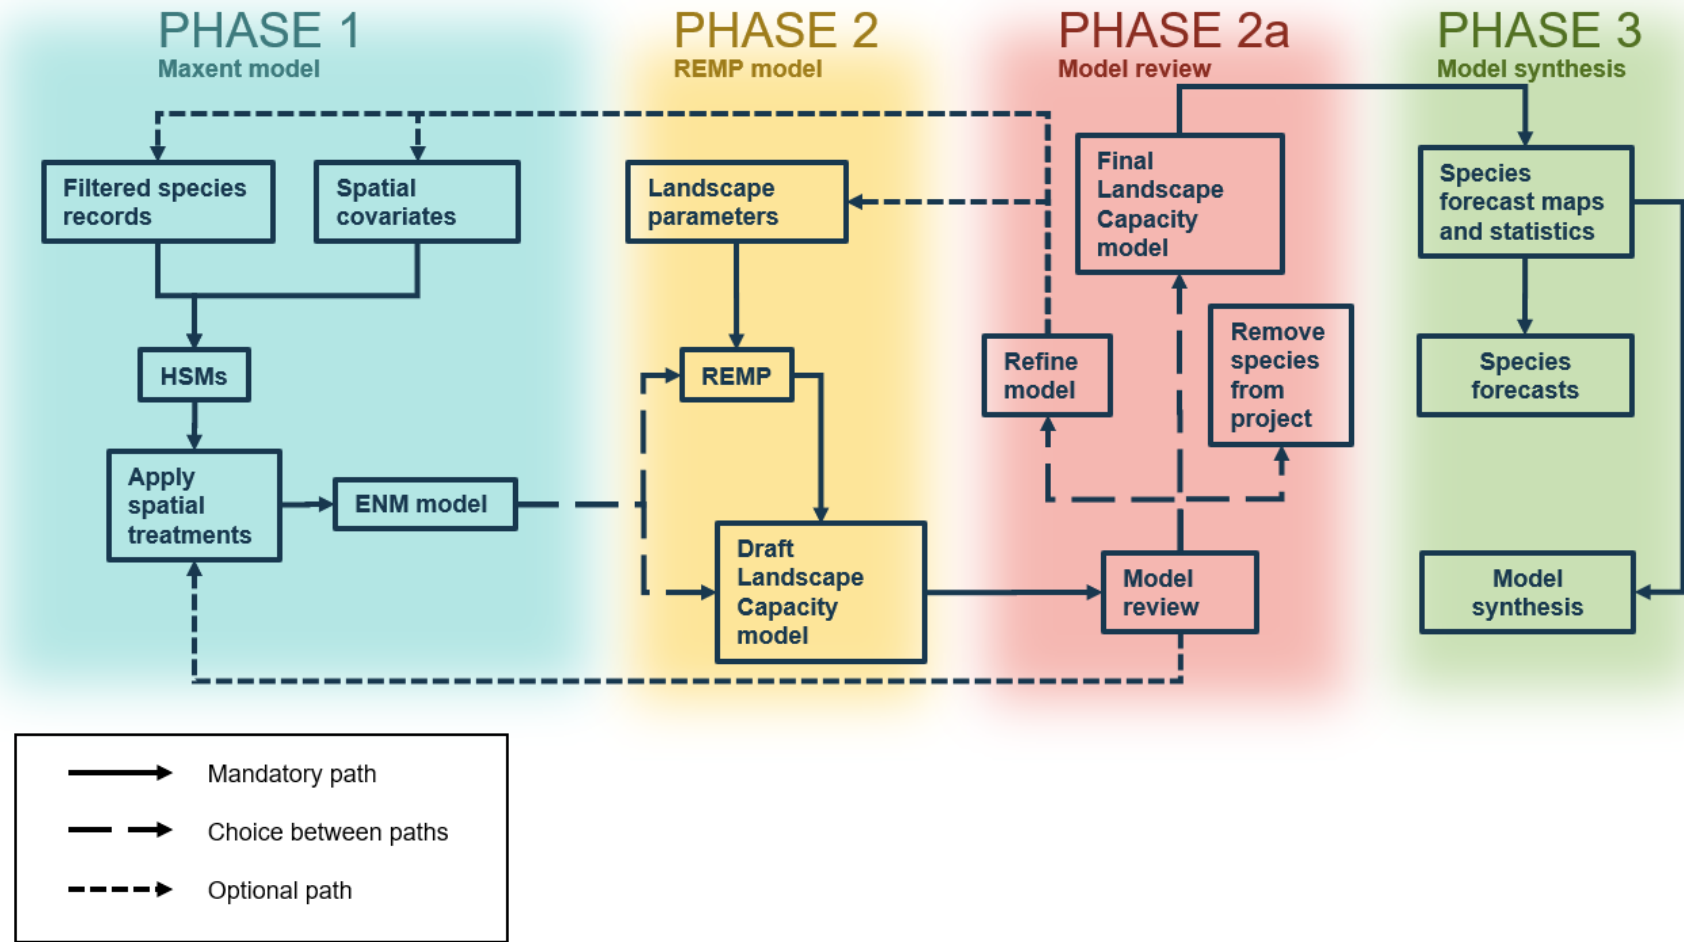 PHASE 1
Maxent model
PHASE 2
REMP model
PHASE 2a
Model review
PHASE 3
Model synthesis
Filtered species
records
Spatial
covariates
HSMs
Apply
spatial
treatments
ENM model
Landscape
parameters
REMP
Draft
Landscape
Capacity
model
Final
Landscape
Capacity
model
Refine
model
Remove
species
from
project
Model
review
Species
forecast maps
and statistics
Species
forecasts
Model
synthesis
Mandatory path
Choice between paths
Optional path